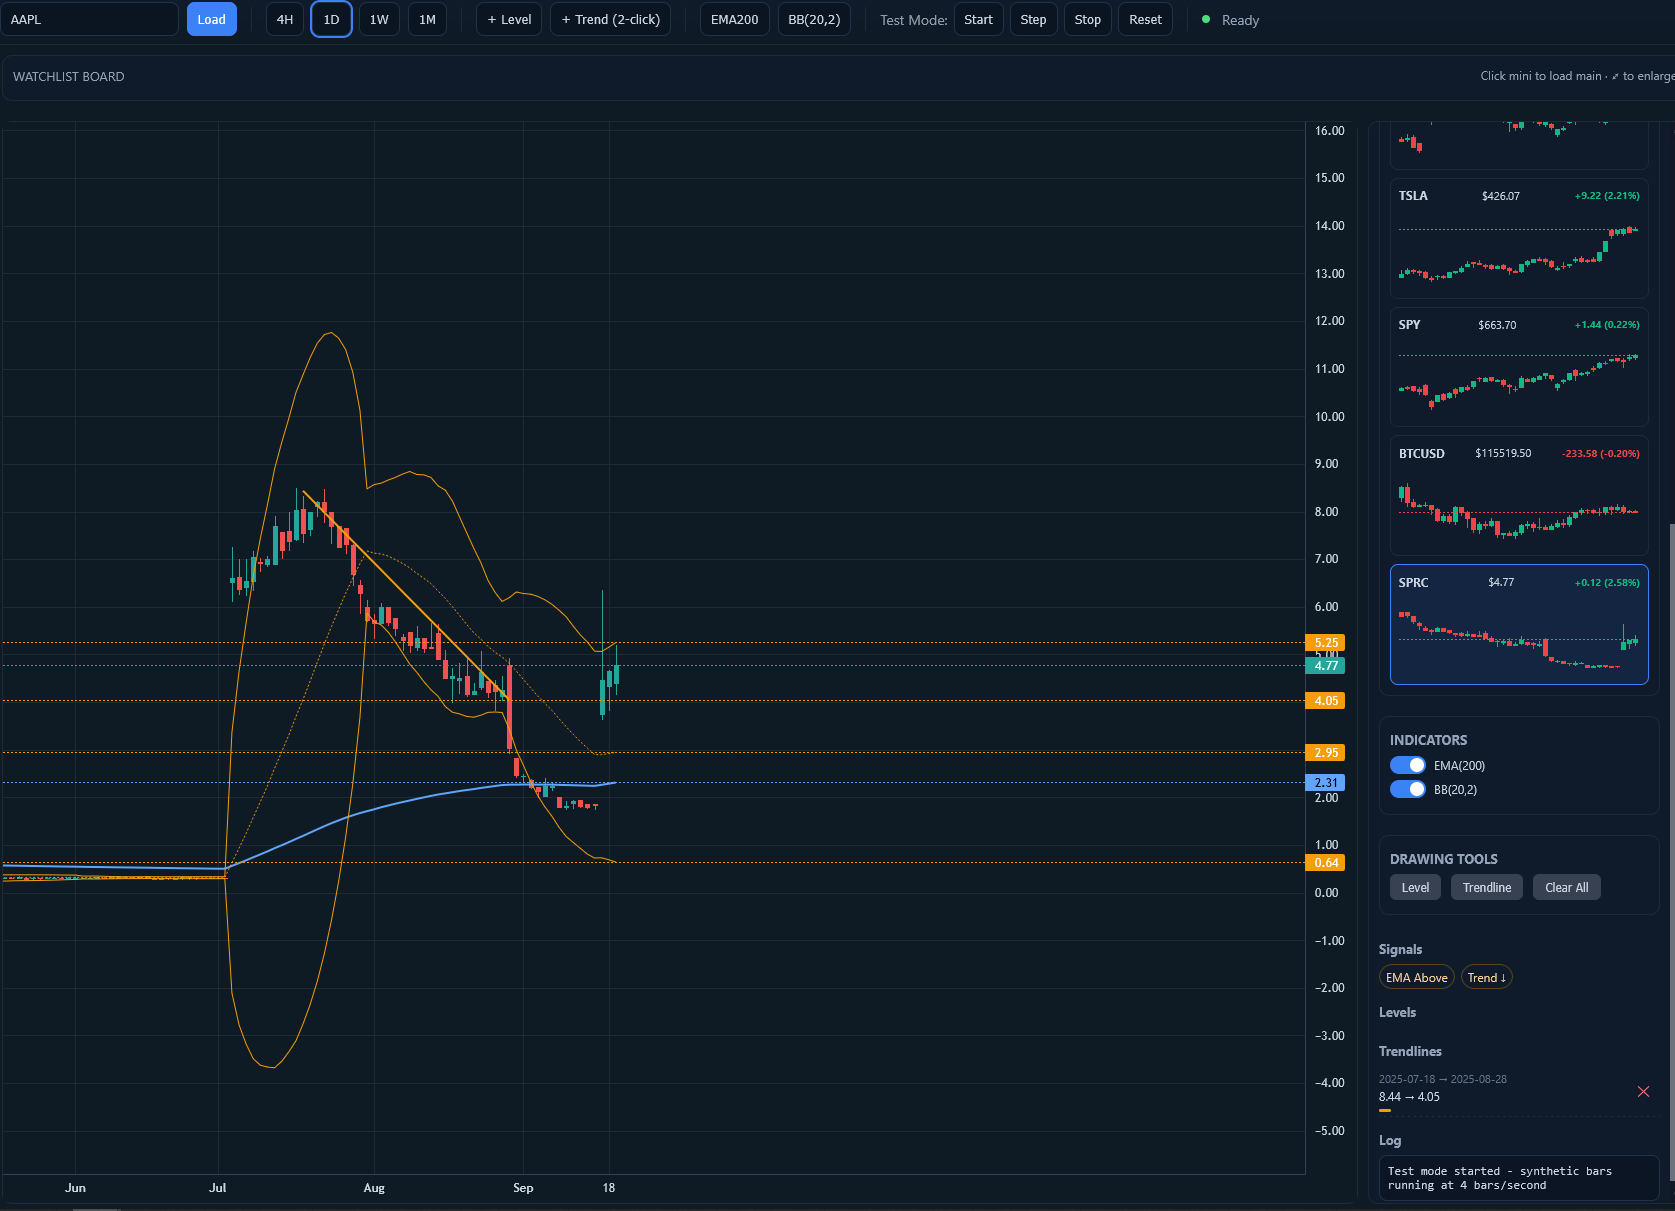 AAPL Load 4H 1D 1W 1M + Level + Trend (2-click) EMA200 BB(20,2) Test Mode: Start Step Stop Reset Ready
WATCHLIST BOARD
Click mini to load main · ⤢ to enlarge
16.00
15.00
14.00
13.00
12.00
11.00
10.00
9.00
8.00
7.00
6.00
5.25
5.00
4.77
4.05
2.95
2.31
2.00
1.00
0.64
0.00
−1.00
−2.00
−3.00
−4.00
−5.00
Jun Jul Aug Sep 18
TSLA $426.07 +9.22 (2.21%)
SPY $663.70 +1.44 (0.22%)
BTCUSD $115519.50 -233.58 (-0.20%)
SPRC $4.77 +0.12 (2.58%)
INDICATORS
EMA(200)
BB(20,2)
DRAWING TOOLS
Level Trendline Clear All
Signals
EMA Above Trend ↓
Levels
Trendlines
2025-07-18 → 2025-08-28
8.44 → 4.05
Log
Test mode started - synthetic bars
running at 4 bars/second